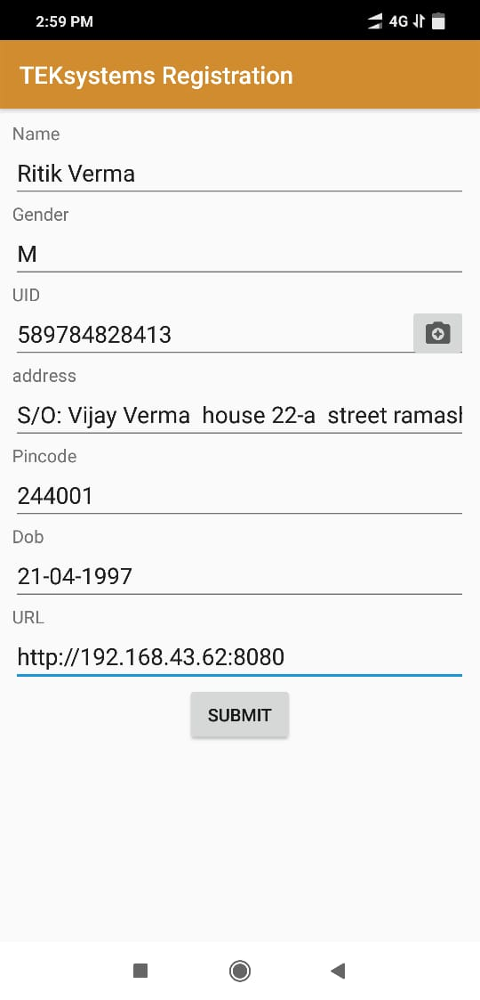 2:59 PM
4G
TEKsystems Registration
Name
Ritik Verma
Gender
M
UID
589784828413
address
S/O: Vijay Verma  house 22-a  street
Pincode
244001
Dob
21-04-1997
URL
http://192.168.43.62:8080
SUBMIT